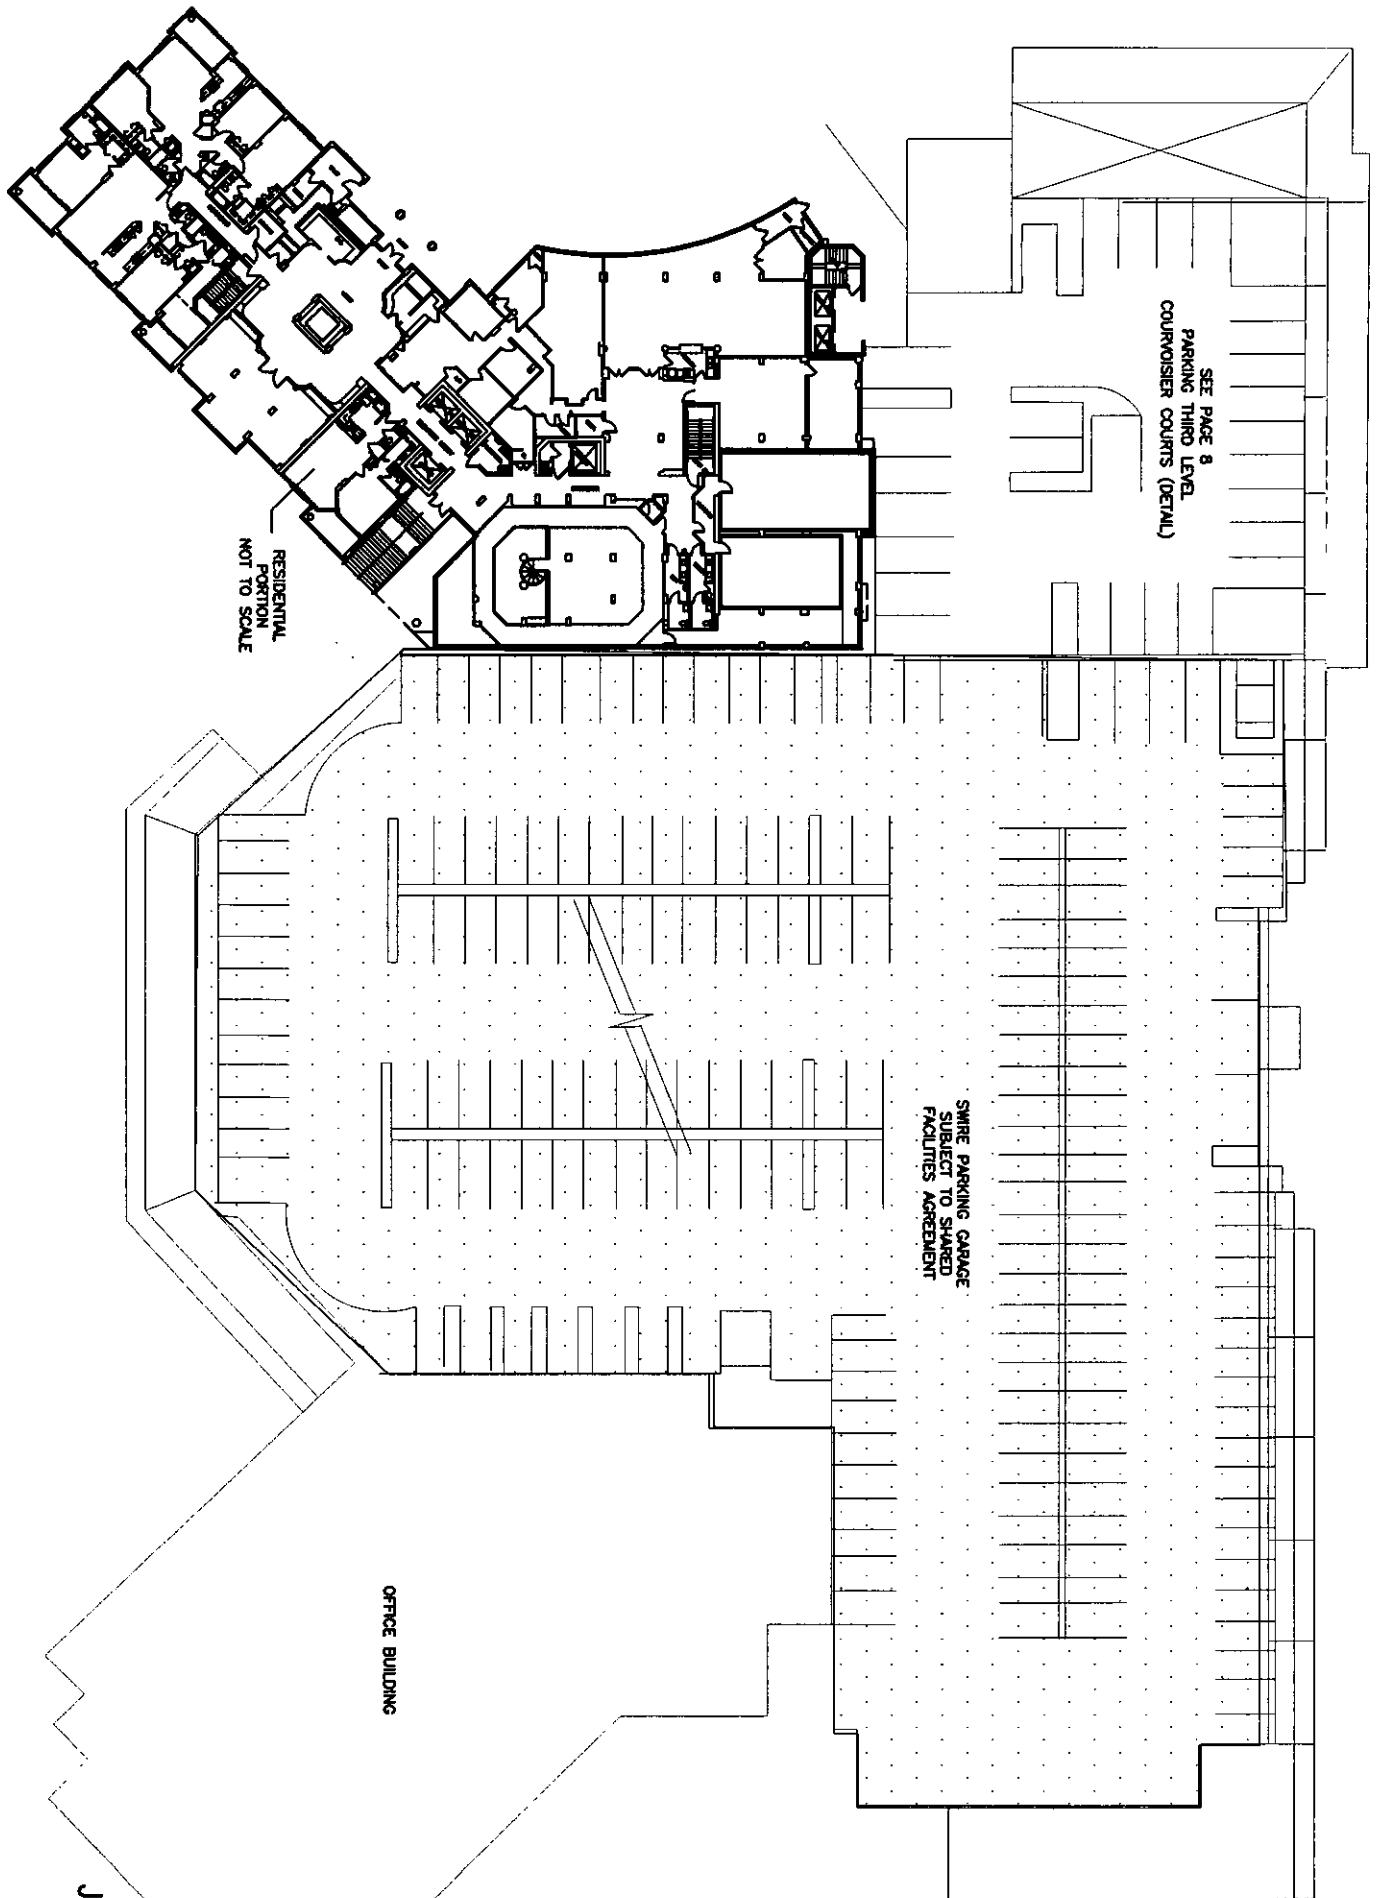 SEE PAGE 8
PARKING THIRD LEVEL
COURVOISIER COURTS (DETAIL)
RESIDENTIAL
PORTION
NOT TO SCALE
SWIRE PARKING GARAGE
SUBJECT TO SHARED
FACILITIES AGREEMENT
OFFICE BUILDING
J